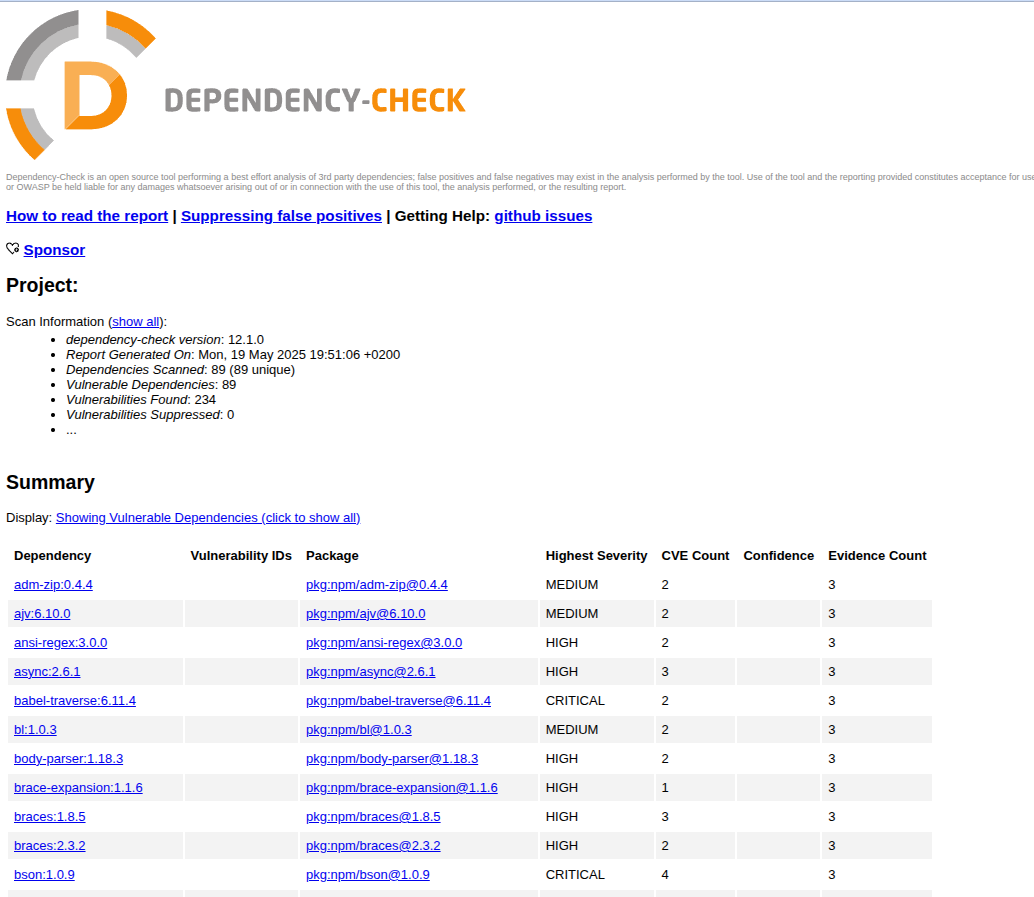 D DEPENDENCY-CHECK
Dependency-Check is an open source tool performing a best effort analysis of 3rd party dependencies; false positives and false negatives may exist in the analysis performed by the tool. Use of the tool and the reporting provided constitutes acceptance for use
or OWASP be held liable for any damages whatsoever arising out of or in connection with the use of this tool, the analysis performed, or the resulting report.
How to read the report | Suppressing false positives | Getting Help: github issues
Sponsor
Project:
Scan Information (show all):
• dependency-check version: 12.1.0
• Report Generated On: Mon, 19 May 2025 19:51:06 +0200
• Dependencies Scanned: 89 (89 unique)
• Vulnerable Dependencies: 89
• Vulnerabilities Found: 234
• Vulnerabilities Suppressed: 0
• ...
Summary
Display: Showing Vulnerable Dependencies (click to show all)
Dependency Vulnerability IDs Package Highest Severity CVE Count Confidence Evidence Count
adm-zip:0.4.4 pkg:npm/adm-zip@0.4.4 MEDIUM 2 3
ajv:6.10.0 pkg:npm/ajv@6.10.0 MEDIUM 2 3
ansi-regex:3.0.0 pkg:npm/ansi-regex@3.0.0 HIGH 2 3
async:2.6.1 pkg:npm/async@2.6.1 HIGH 3 3
babel-traverse:6.11.4 pkg:npm/babel-traverse@6.11.4 CRITICAL 2 3
bl:1.0.3 pkg:npm/bl@1.0.3 MEDIUM 2 3
body-parser:1.18.3 pkg:npm/body-parser@1.18.3 HIGH 2 3
brace-expansion:1.1.6 pkg:npm/brace-expansion@1.1.6 HIGH 1 3
braces:1.8.5 pkg:npm/braces@1.8.5 HIGH 3 3
braces:2.3.2 pkg:npm/braces@2.3.2 HIGH 2 3
bson:1.0.9 pkg:npm/bson@1.0.9 CRITICAL 4 3